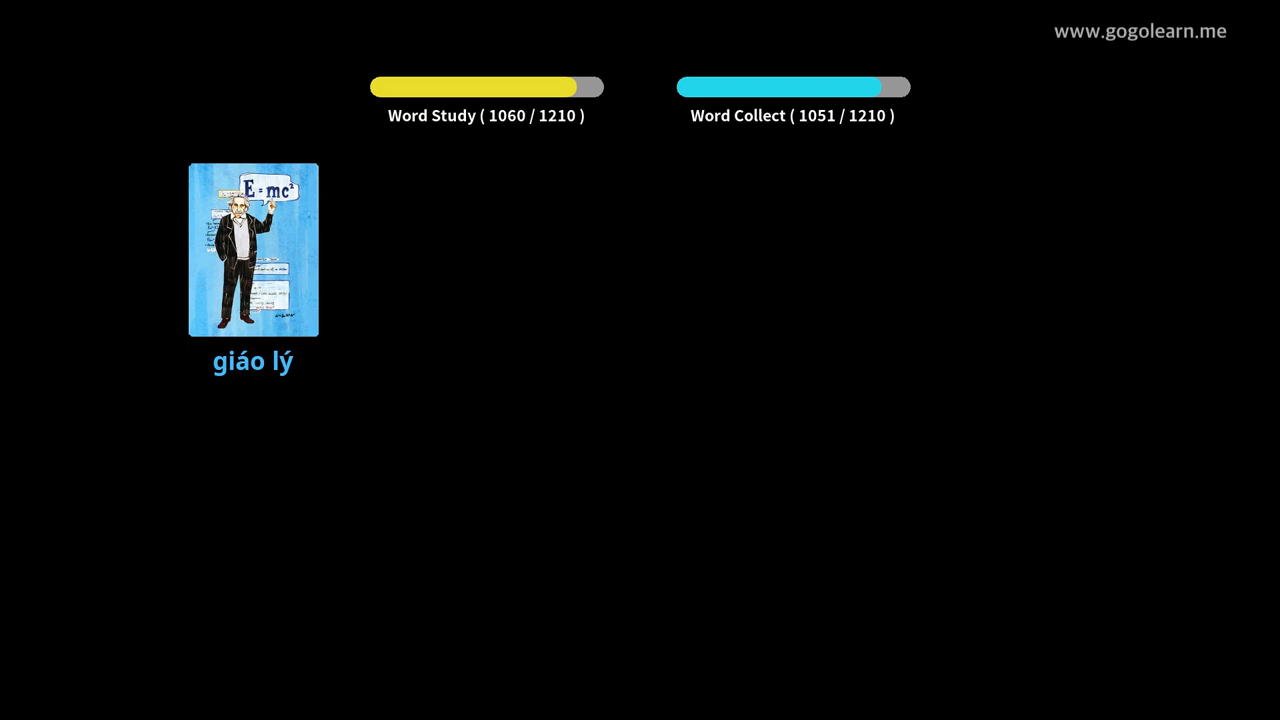 www.gogolearn.me
Word Study ( 1060 / 1210 )
Word Collect ( 1051 / 1210 )
E = mc²
giáo lý